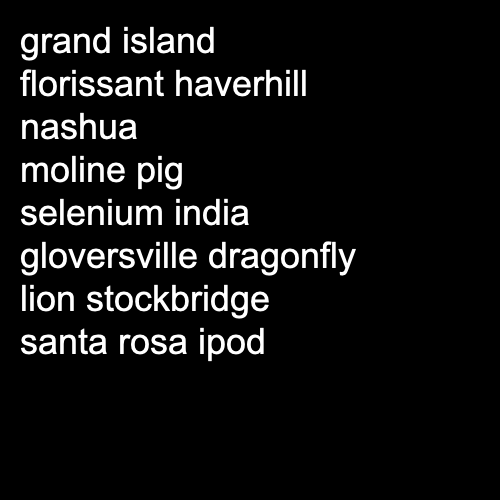 grand island
florissant haverhill
nashua
moline pig
selenium india
gloversville dragonfly
lion stockbridge
santa rosa ipod